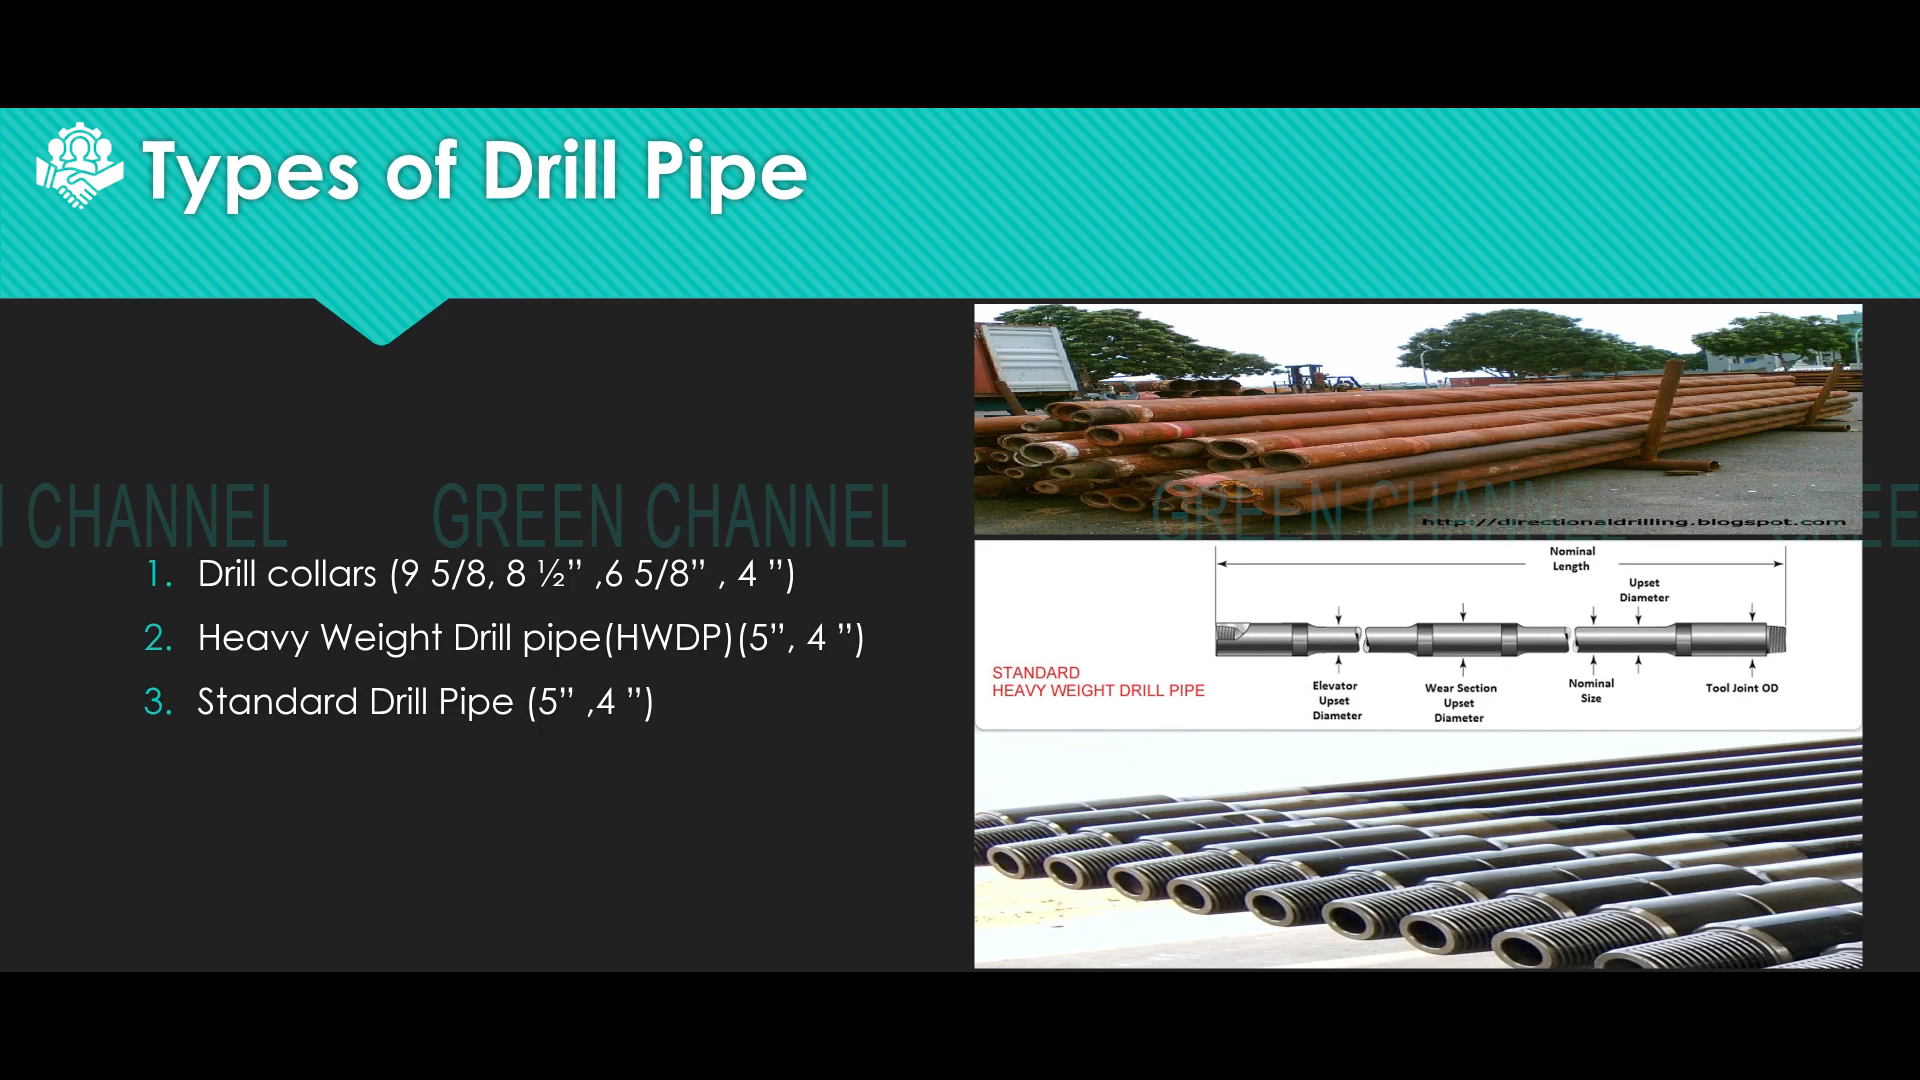 Types of Drill Pipe
N CHANNEL GREEN CHANNEL GREEN CHANNEL GREE
1. Drill collars (9 5/8, 8 ½” ,6 5/8” , 4 ”)
2. Heavy Weight Drill pipe(HWDP)(5”, 4 ”)
3. Standard Drill Pipe (5” ,4 ”)
http://directionaldrilling.blogspot.com
Nominal
Length
Upset
Diameter
STANDARD
HEAVY WEIGHT DRILL PIPE
Elevator
Upset
Diameter
Wear Section
Upset
Diameter
Nominal
Size
Tool Joint OD